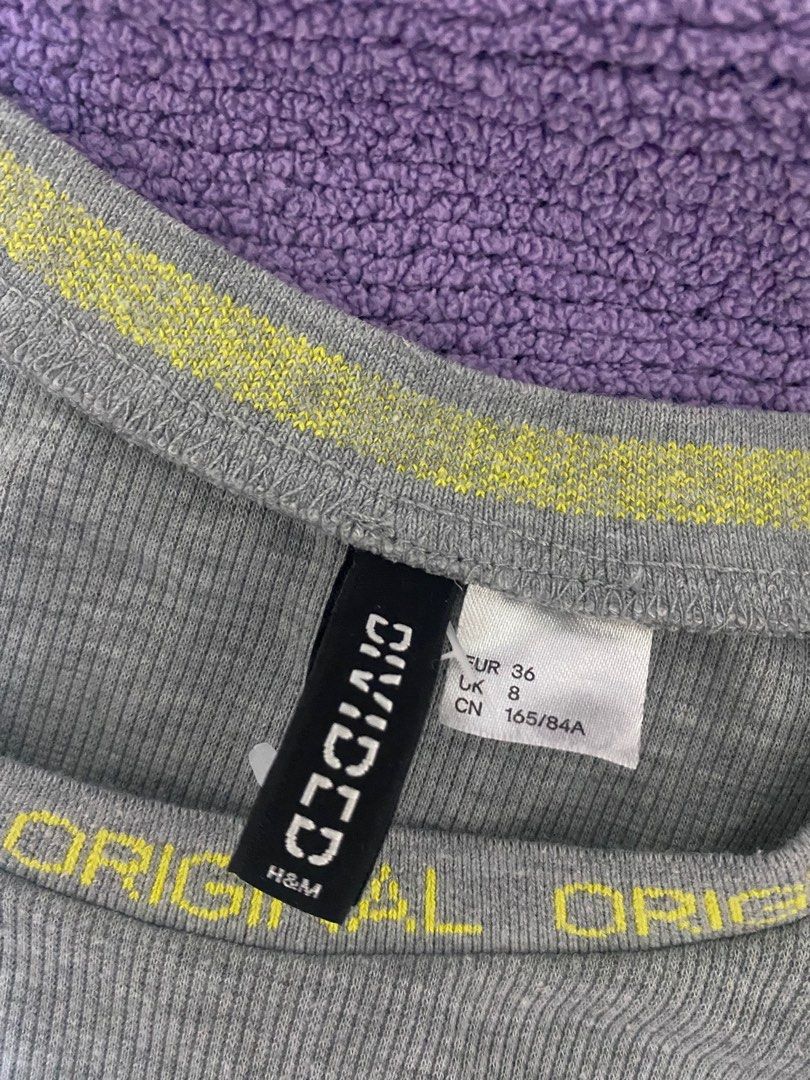 DIVIDED
H&M
EUR 36
UK 8
CN 165/84A
ORIGINAL ORIG